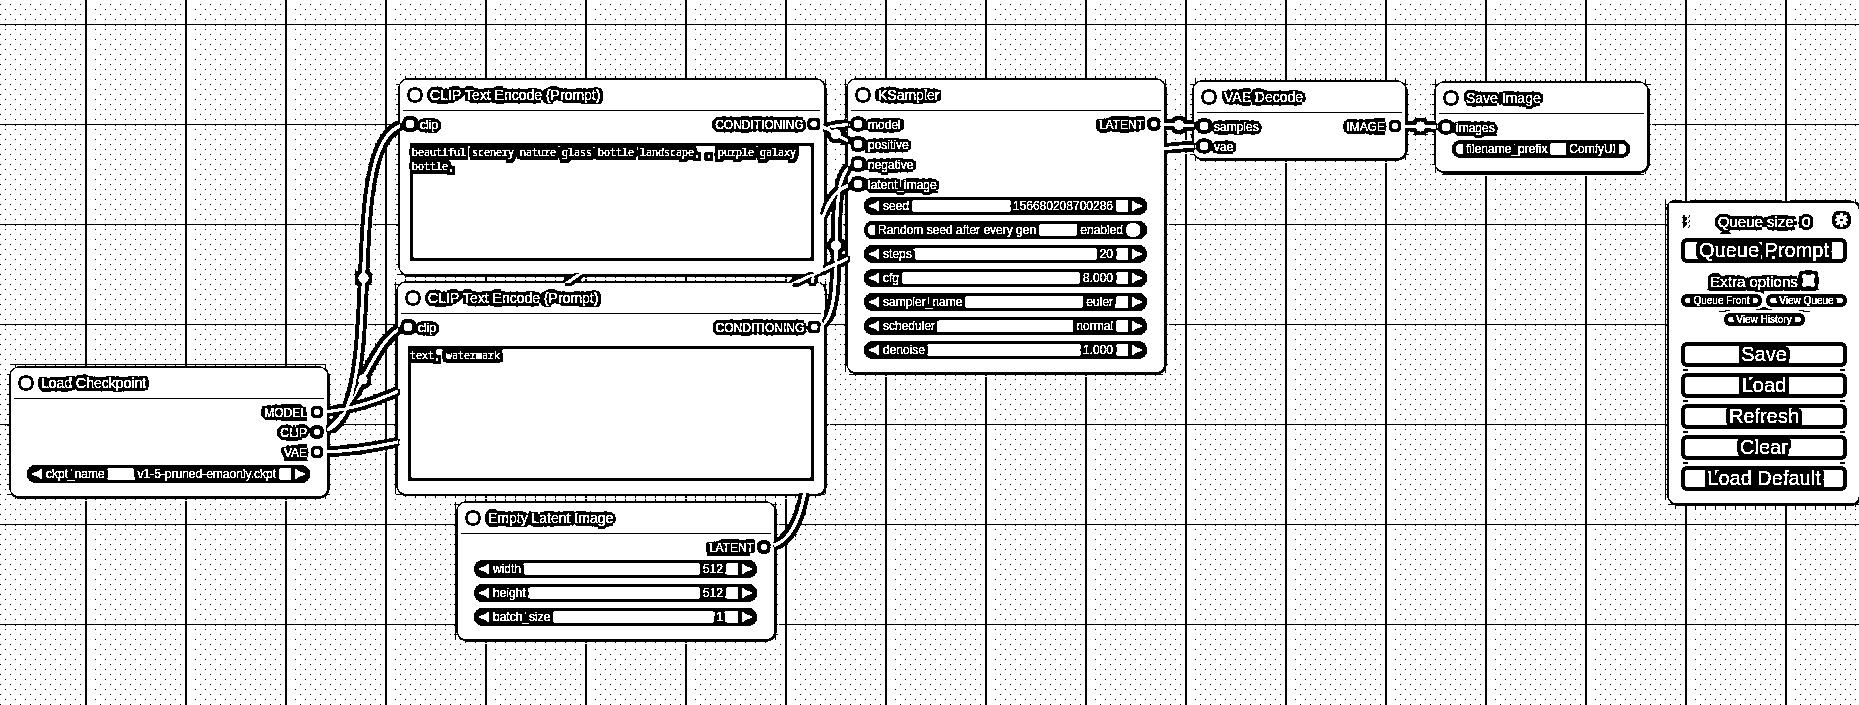 CLIP Text Encode (Prompt)
clip
CONDITIONING
beautiful scenery nature glass bottle landscape, , purple galaxy
bottle,
CLIP Text Encode (Prompt)
clip
CONDITIONING
text, watermark
Load Checkpoint
MODEL
CLIP
VAE
ckpt_name v1-5-pruned-emaonly.ckpt
Empty Latent Image
LATENT
width 512
height 512
batch_size 1
KSampler
model
LATENT
positive
negative
latent_image
seed 156680208700286
Random seed after every gen enabled
steps 20
cfg 8.000
sampler_name euler
scheduler normal
denoise 1.000
VAE Decode
samples
IMAGE
vae
Save Image
images
filename_prefix ComfyUI
Queue size: 0
Queue Prompt
Extra options
Queue Front View Queue
View History
Save
Load
Refresh
Clear
Load Default